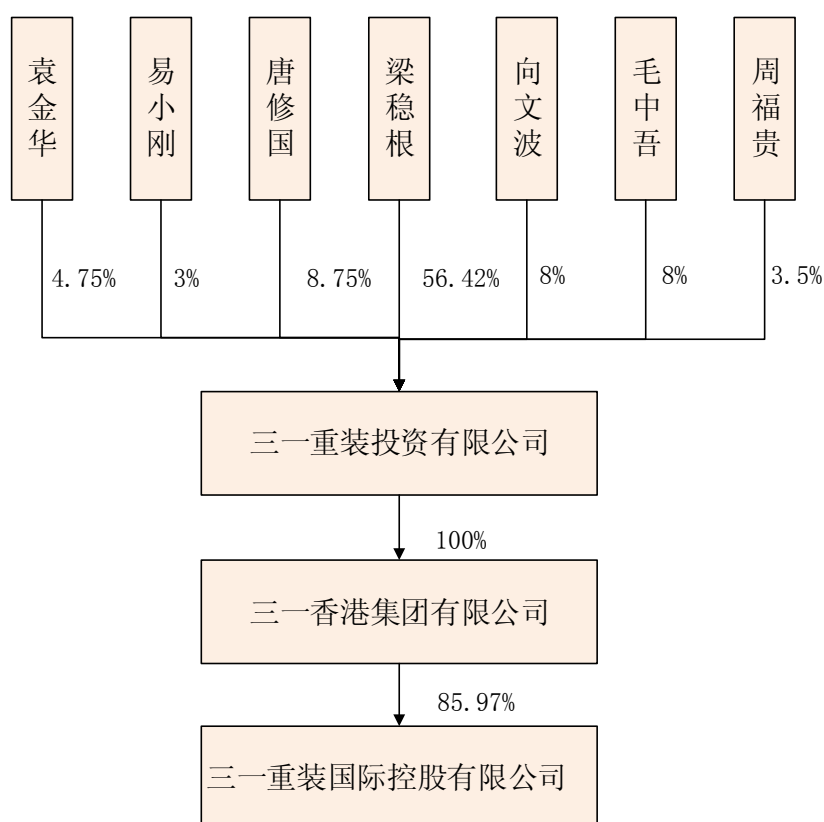 袁金华
易小刚
唐修国
梁稳根
向文波
毛中吾
周福贵
4.75%
3%
8.75%
56.42%
8%
8%
3.5%
三一重装投资有限公司
100%
三一香港集团有限公司
85.97%
三一重装国际控股有限公司